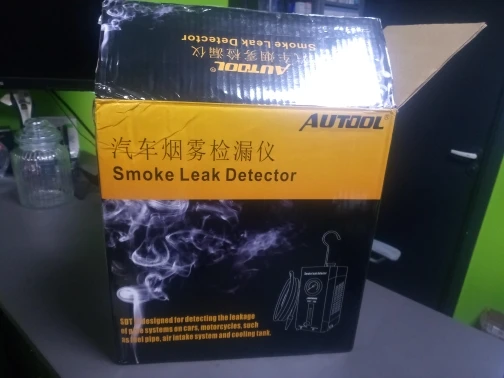 汽车烟雾检漏仪
Smoke Leak Detector
AUTOOL
AUTOOL
汽车烟雾检漏仪
Smoke Leak Detector
designed for detecting the leakage
systems on cars, motorcycles, such
pipe, air intake system and cooling tank.